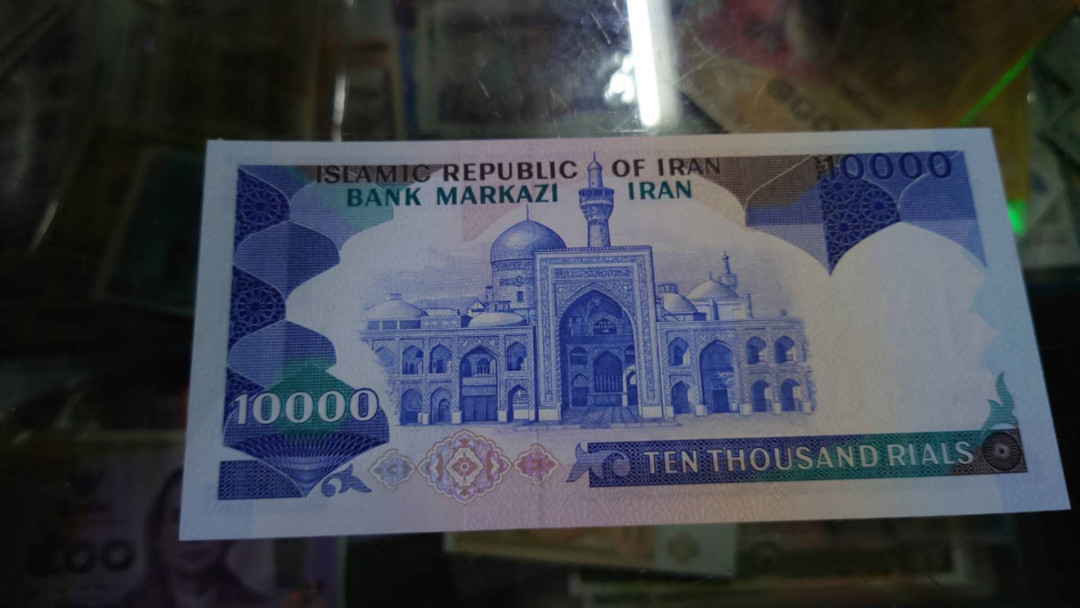 ISLAMIC REPUBLIC OF IRAN
BANK MARKAZI IRAN
10000
10000
TEN THOUSAND RIALS